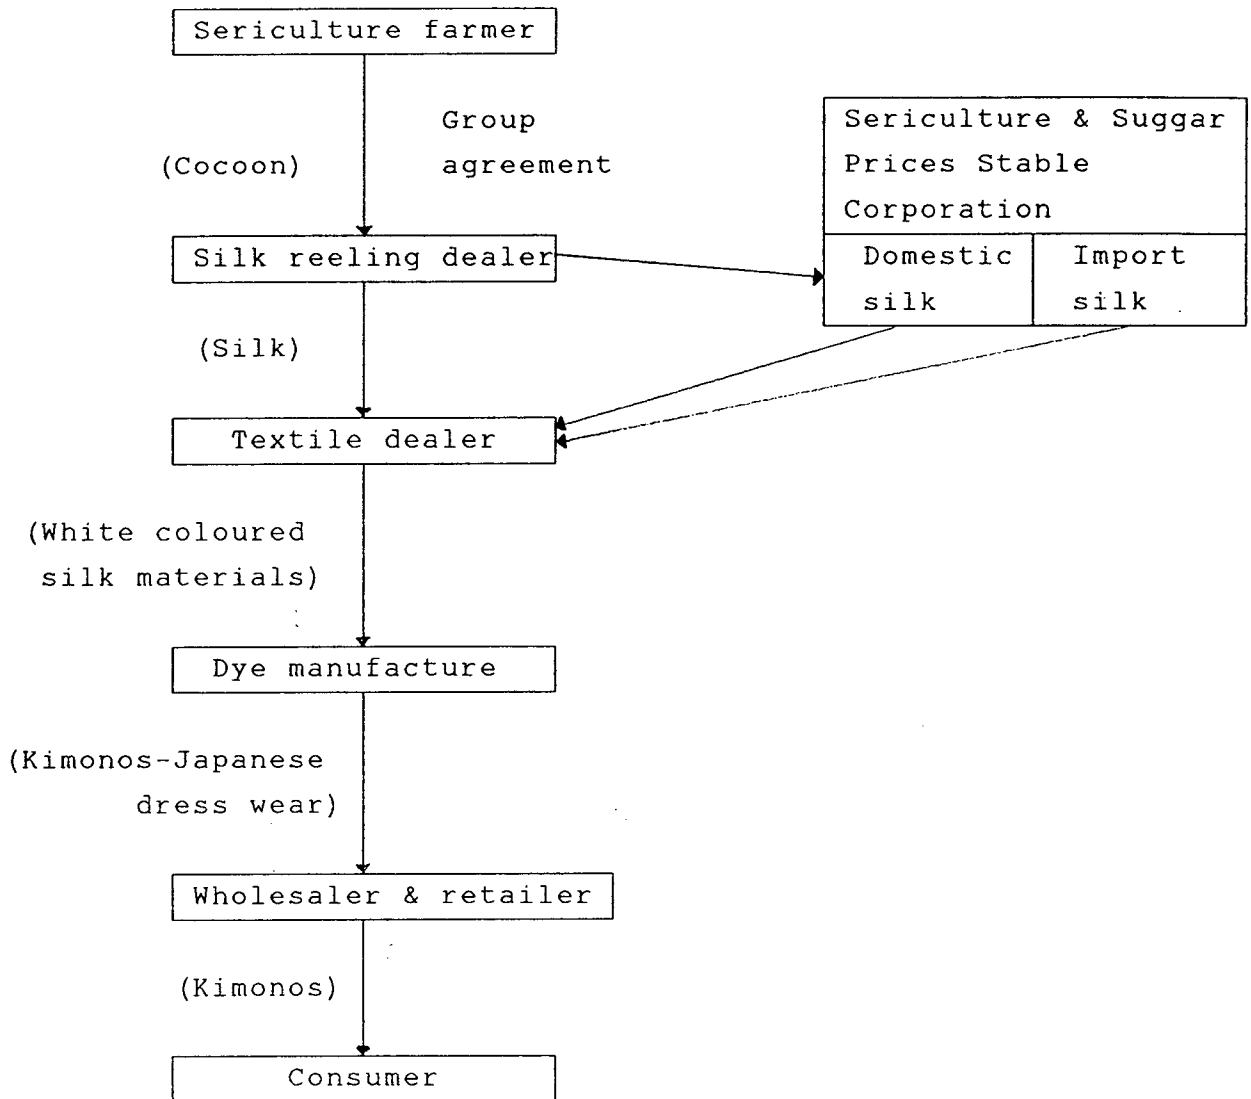 Sericulture farmer
Group
agreement
(Cocoon)
Sericulture & Suggar
Prices Stable
Corporation
Domestic
silk
Import
silk
Silk reeling dealer
(Silk)
Textile dealer
(White coloured
silk materials)
Dye manufacture
(Kimonos-Japanese
dress wear)
Wholesaler & retailer
(Kimonos)
Consumer